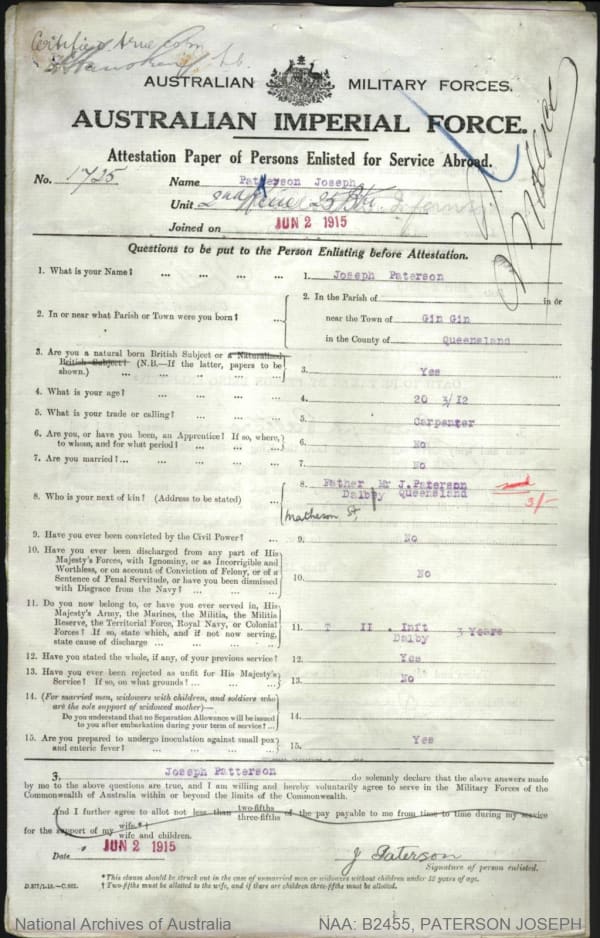 Certified true Copy
AUSTRALIAN MILITARY FORCES.
AUSTRALIAN IMPERIAL FORCE.
Attestation Paper of Persons Enlisted for Service Abroad.
No. 1725 Name Patterson Joseph
Unit 2nd 25 Btn
Joined on JUN 2 1915
Questions to be put to the Person Enlisting before Attestation.
1. What is your Name? ... ... ... ... 1. Joseph Paterson
2. In or near what Parish or Town were you born? ... 2. In the Parish of in or
near the Town of Gin Gin
in the County of Queensland
3. Are you a natural born British Subject or a Naturalised
British Subject? (N.B.—If the latter, papers to be
shown.) ... ... ... ... ... 3. Yes
4. What is your age? ... ... ... ... 4. 20 3/12
5. What is your trade or calling? ... ... ... 5. Carpenter
6. Are you, or have you been, an Apprentice? If so, where,
to whom, and for what period? ... ... ... 6. No
7. Are you married?... ... ... ... ... 7. No
8. Who is your next of kin? (Address to be stated) ... 8. Father Mr J.Paterson
Dalby Queensland
Matheson St,
3/-
9. Have you ever been convicted by the Civil Power? ... 9. No
10. Have you ever been discharged from any part of His
Majesty's Forces, with Ignominy, or as Incorrigible and
Worthless, or on account of Conviction of Felony, or of a
Sentence of Penal Servitude, or have you been dismissed
with Disgrace from the Navy? ... ... ... 10. No
11. Do you now belong to, or have you ever served in, His
Majesty's Army, the Marines, the Militia, the Militia
Reserve, the Territorial Force, Royal Navy, or Colonial
Forces? If so, state which, and if not now serving,
state cause of discharge ... ... ... ... 11. T II . Inft 3 Years
Dalby
12. Have you stated the whole, if any, of your previous service? 12. Yes
13. Have you ever been rejected as unfit for His Majesty's
Service? If so, on what grounds? ... ... ... 13. No
14. (For married men, widowers with children, and soldiers who
are the sole support of widowed mother)—
Do you understand that no Separation Allowance will be issued
to you after embarkation during your term of service?... 14.
15. Are you prepared to undergo inoculation against small pox
and enteric fever? ... ... ... ... 15. Yes
3. Joseph Patterson do solemnly declare that the above answers made
by me to the above questions are true, and I am willing and hereby voluntarily agree to serve in the Military Forces of the
Commonwealth of Australia within or beyond the limits of the Commonwealth.
And I further agree to allot not less than two-fifths three-fifths of the pay payable to me from time to time during my service
for the support of my wife*† wife and children.
Date JUN 2 1915 J Paterson
Signature of person enlisted.
* This clause should be struck out in the case of unmarried men or widowers without children under 18 years of age.
† Two-fifths must be allotted to the wife, and if there are children three-fifths must be allotted.
National Archives of Australia NAA: B2455, PATERSON JOSEPH